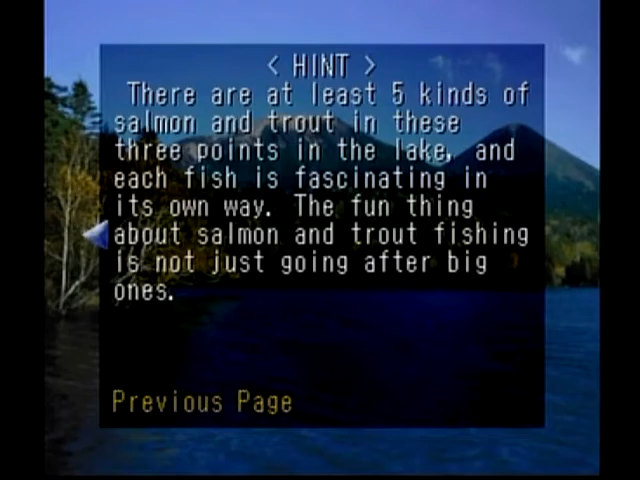 < HINT >
There are at least 5 kinds of
salmon and trout in these
three points in the lake, and
each fish is fascinating in
its own way. The fun thing
about salmon and trout fishing
is not just going after big
ones.
Previous Page